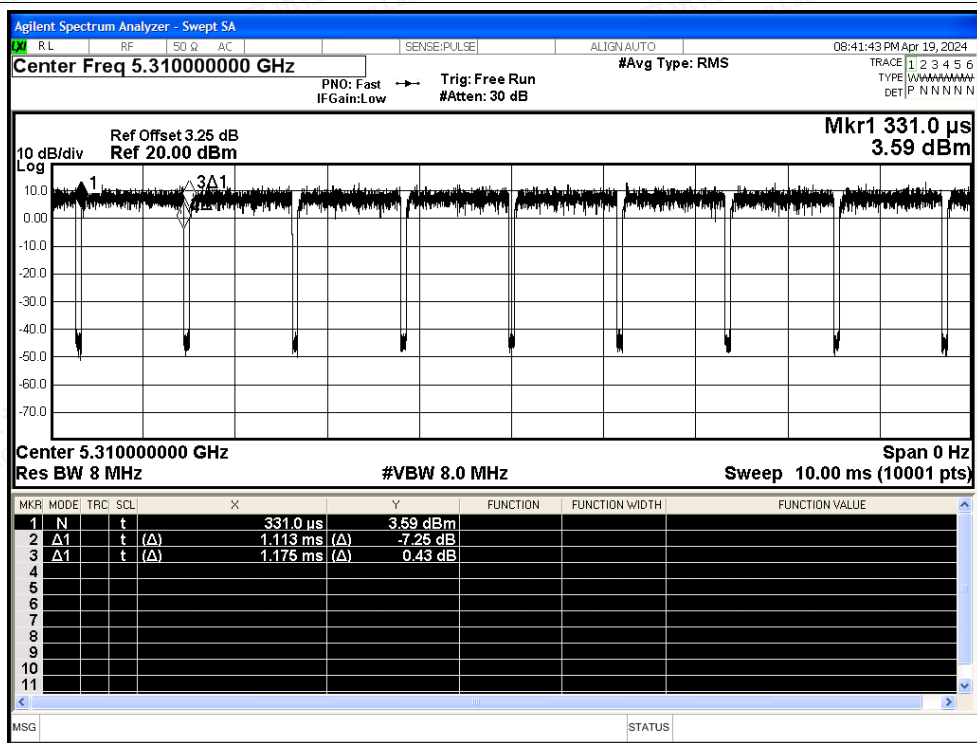 Agilent Spectrum Analyzer - Swept SA
LXI RL RF 50 Ω AC SENSE:PULSE ALIGN AUTO 08:41:43 PM Apr 19, 2024
Center Freq 5.310000000 GHz
PNO: Fast
IFGain:Low
Trig: Free Run
#Atten: 30 dB
#Avg Type: RMS
TRACE 1 2 3 4 5 6
TYPE
DET P N N N N N
Mkr1 331.0 µs
3.59 dBm
Ref Offset 3.25 dB
10 dB/div Ref 20.00 dBm
Log
1
3Δ1
10.0
0.00
-10.0
-20.0
-30.0
-40.0
-50.0
-60.0
-70.0
Center 5.310000000 GHz Span 0 Hz
Res BW 8 MHz #VBW 8.0 MHz Sweep 10.00 ms (10001 pts)
MKR MODE TRC SCL X Y FUNCTION FUNCTION WIDTH FUNCTION VALUE
1 N t 331.0 µs 3.59 dBm
2 Δ1 t (Δ) 1.113 ms (Δ) -7.25 dB
3 Δ1 t (Δ) 1.175 ms (Δ) 0.43 dB
4
5
6
7
8
9
10
11
MSG STATUS